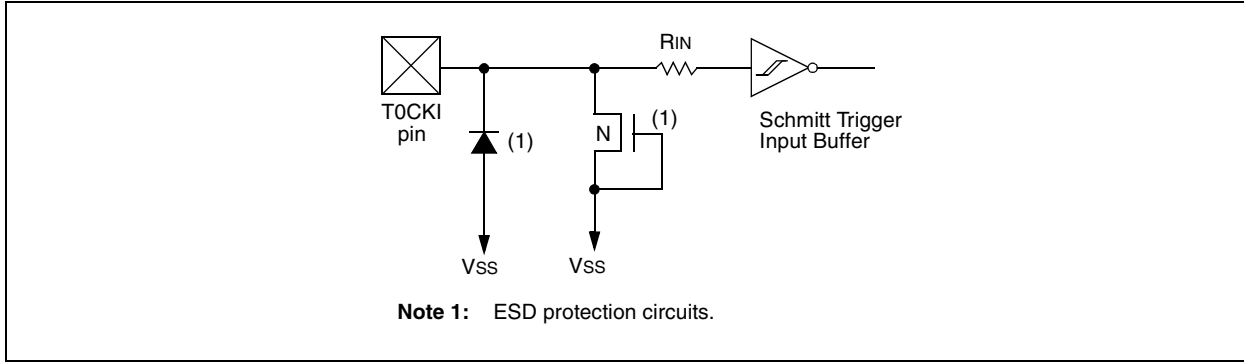 RIN
T0CKI
pin
(1)
N
(1)
Schmitt Trigger
Input Buffer
VSS
VSS
Note 1: ESD protection circuits.